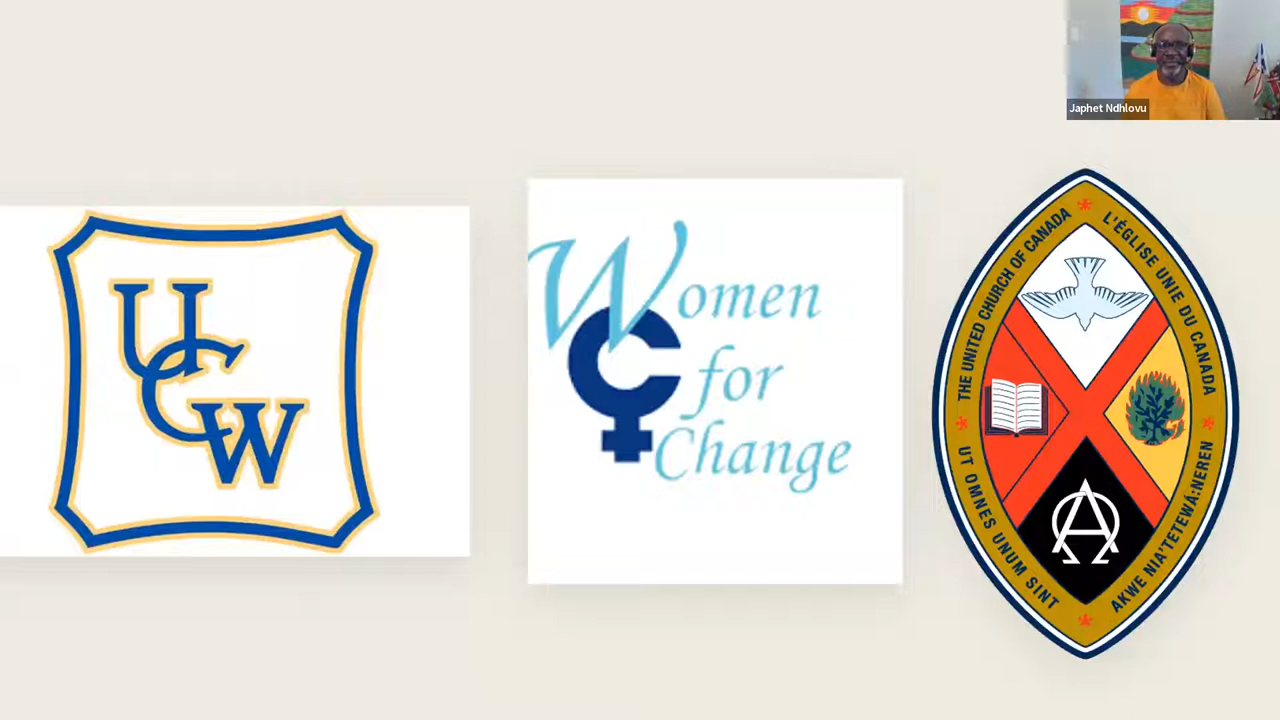 Japhet Ndhlovu
UCW
Women
for
Change
THE UNITED CHURCH OF CANADA
L'ÉGLISE UNIE DU CANADA
UT OMNES UNUM SINT
AKWE NIA'TETEWÁ:NEREN
ΑΩ